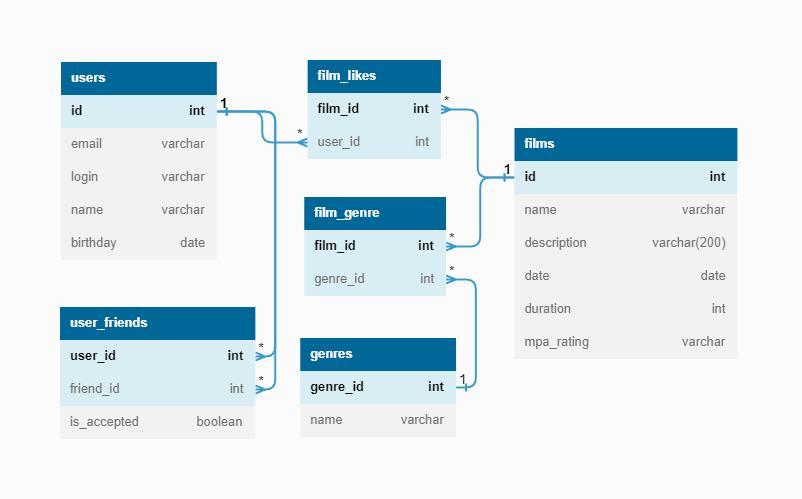 users
id int
email varchar
login varchar
name varchar
birthday date
1
*
film_likes
film_id int
user_id int
*
film_genre
film_id int
genre_id int
*
*
films
1
id int
name varchar
description varchar(200)
date date
duration int
mpa_rating varchar
user_friends
user_id int
friend_id int
is_accepted boolean
*
*
genres
genre_id int
name varchar
1